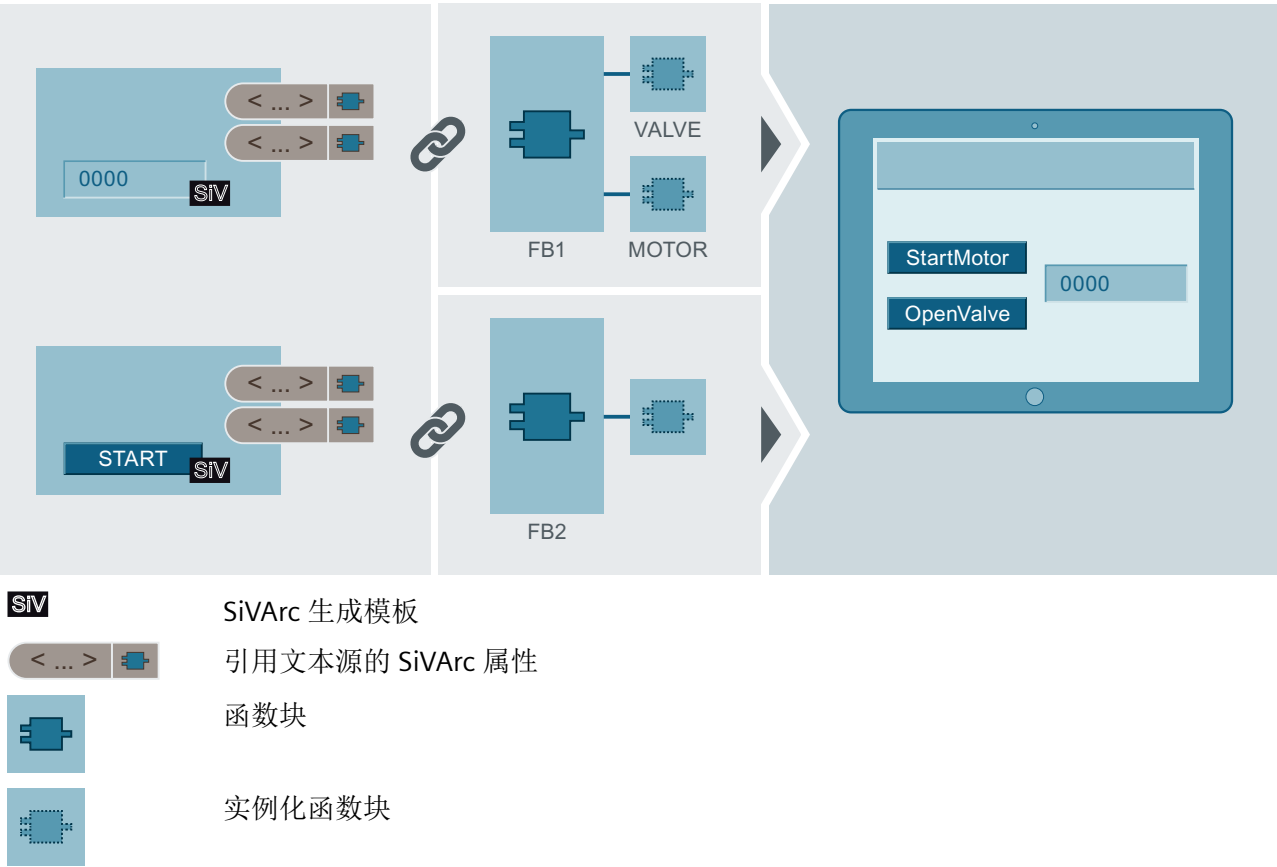 < ... >
< ... >
0000
SiV
VALVE
FB1
MOTOR
< ... >
< ... >
START
SiV
FB2
StartMotor
0000
OpenValve
SiV SiVArc 生成模板
< ... > 引用文本源的 SiVArc 属性
函数块
实例化函数块